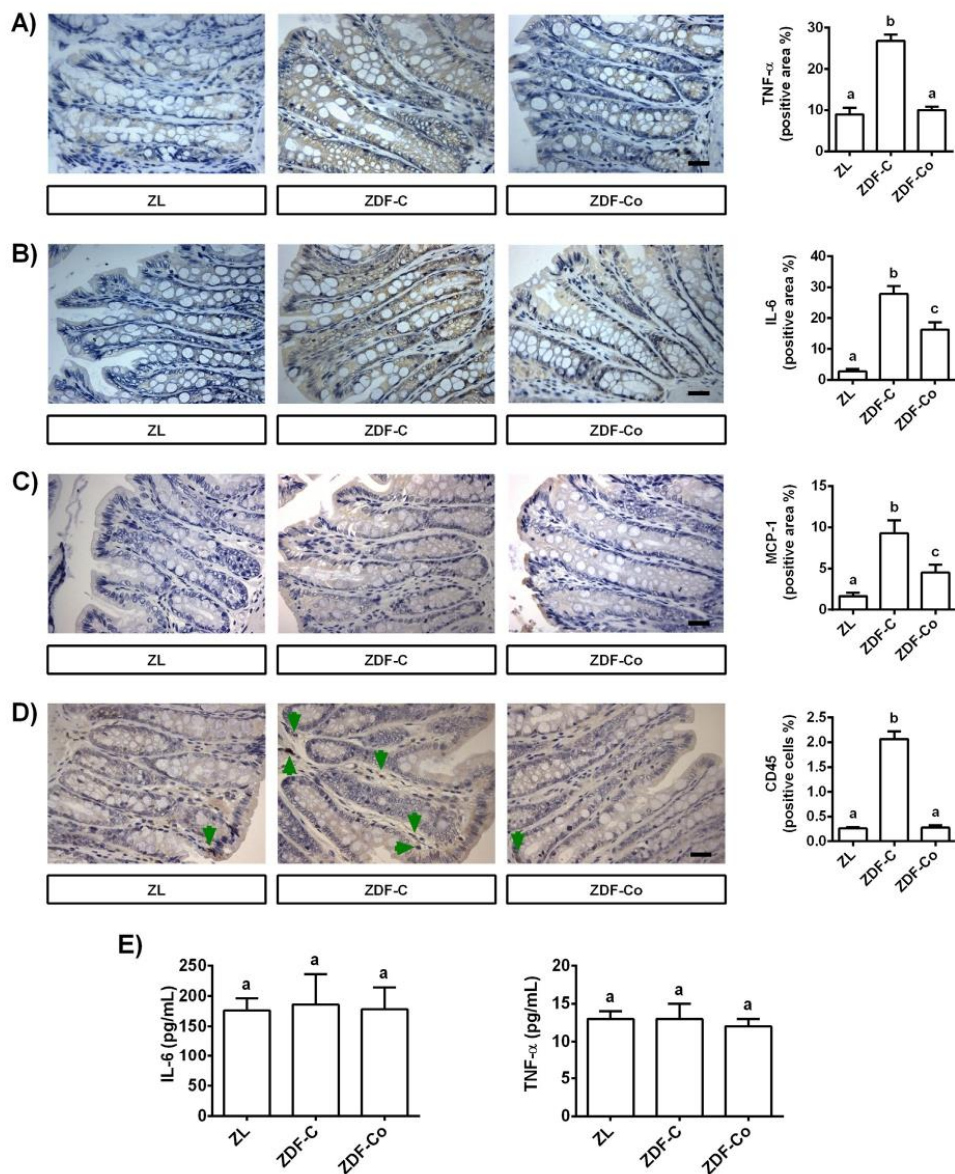 A)
ZL
ZDF-C
ZDF-Co
TNF-α
(positive area %)
30
20
10
0
a
b
a
ZL
ZDF-C
ZDF-Co
B)
ZL
ZDF-C
ZDF-Co
IL-6
(positive area %)
40
30
20
10
0
a
b
c
ZL
ZDF-C
ZDF-Co
C)
ZL
ZDF-C
ZDF-Co
MCP-1
(positive area %)
15
10
5
0
a
b
c
ZL
ZDF-C
ZDF-Co
D)
ZL
ZDF-C
ZDF-Co
CD45
(positive cells %)
2.5
2.0
1.5
1.0
0.5
0.0
a
b
a
ZL
ZDF-C
ZDF-Co
E)
IL-6 (pg/mL)
250
200
150
100
50
0
a
a
a
ZL
ZDF-C
ZDF-Co
TNF-α (pg/mL)
20
15
10
5
0
a
a
a
ZL
ZDF-C
ZDF-Co